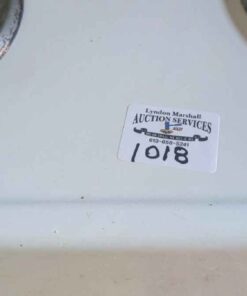 Lyndon Marshall
AUCTION SERVICES
1018